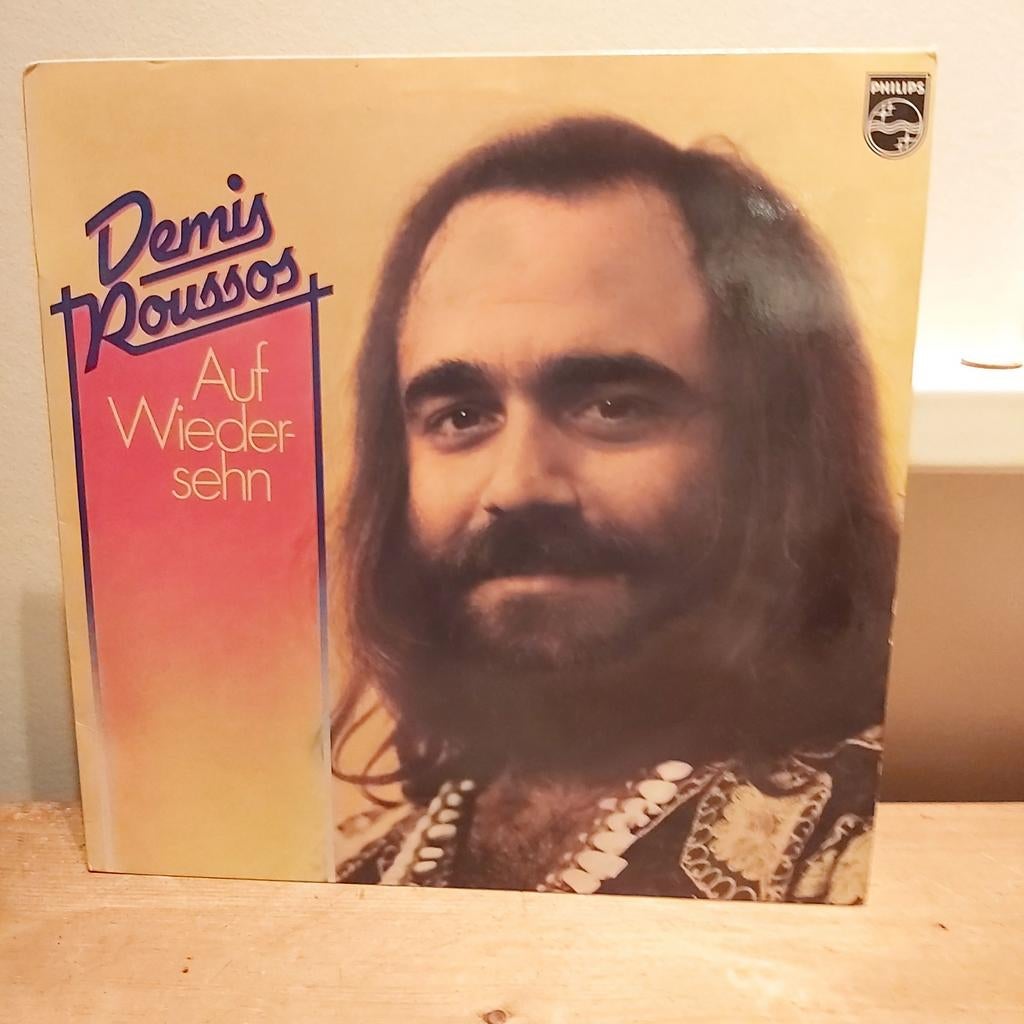 PHILIPS
Demis
Roussos
Auf
Wieder-
sehn